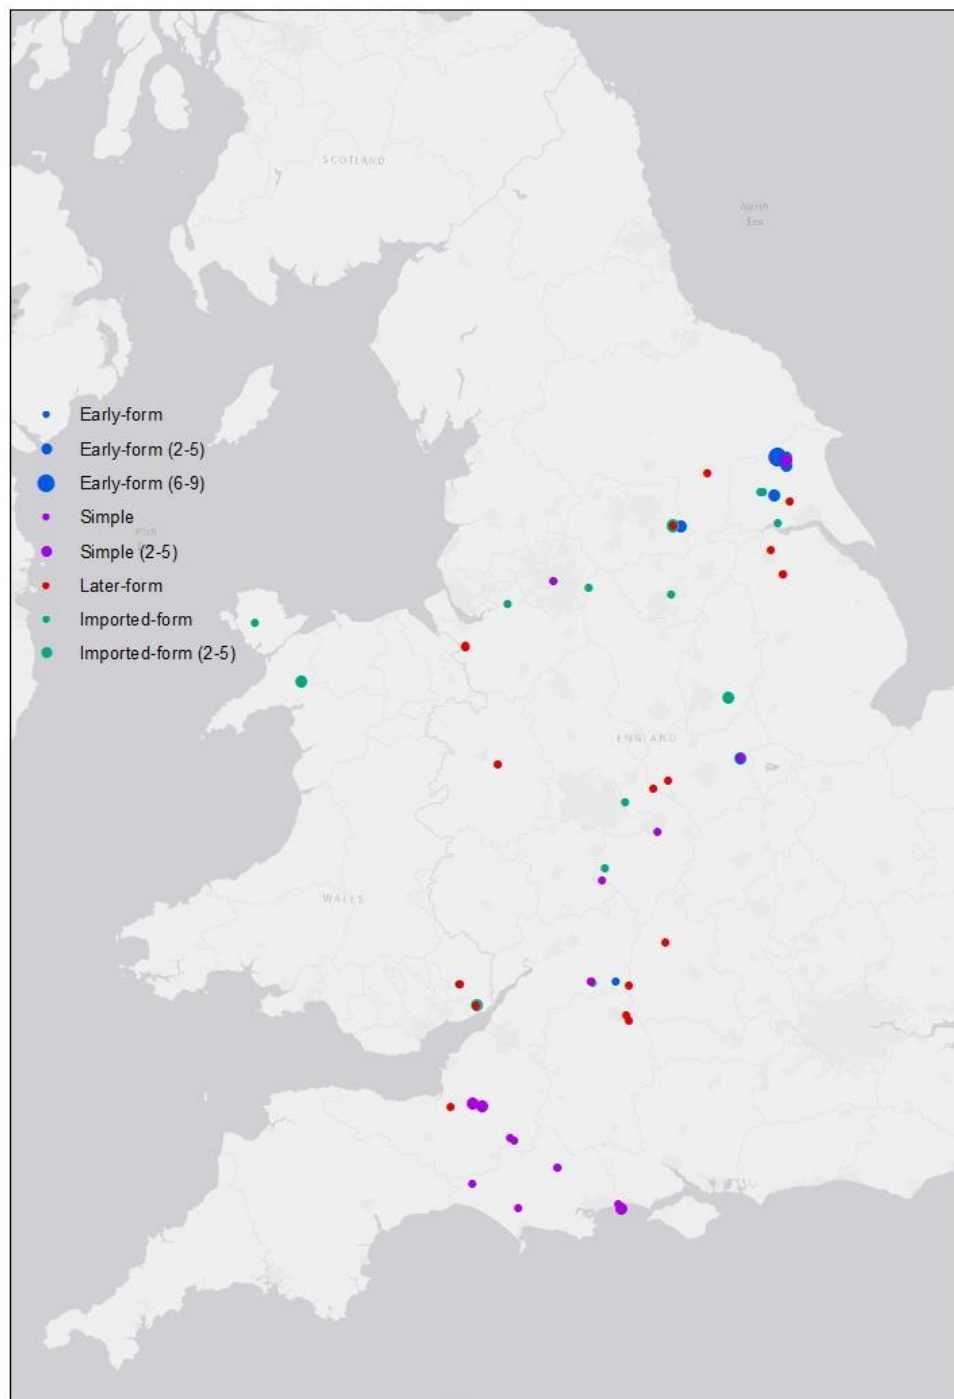 SCOTLAND
North
Sea
Early-form
Early-form (2-5)
Early-form (6-9)
Simple
Simple (2-5)
Later-form
Imported-form
Imported-form (2-5)
ENGLAND
WALES